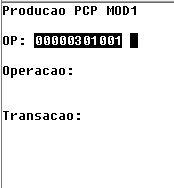 Producao PCP MOD1
OP: 00000301001
Operacao:
Transacao: